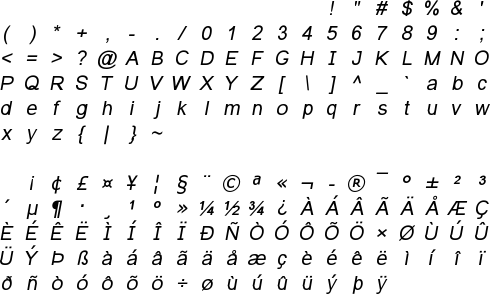 ! " # $ % & '
( ) * + , - . / 0 1 2 3 4 5 6 7 8 9 : ;
< = > ? @ A B C D E F G H I J K L M N O
P Q R S T U V W X Y Z [ \ ] ^ _ ` a b c
d e f g h i j k l m n o p q r s t u v w
x y z { | } ~
¡ ¢ £ ¤ ¥ ¦ § ¨ © ª « ¬ - ® ¯ º ± ² ³
´ µ ¶ · ¸ ¹ º » ¼ ½ ¾ ¿ À Á Â Ã Ä Å Æ Ç
È É Ê Ë Ì Í Î Ï Ð Ñ Ò Ó Ô Õ Ö × Ø Ù Ú Û
Ü Ý Þ ß à á â ã ä å æ ç è é ê ë ì í î ï
ð ñ ò ó ô õ ö ÷ ø ù ú û ü ý þ ÿ